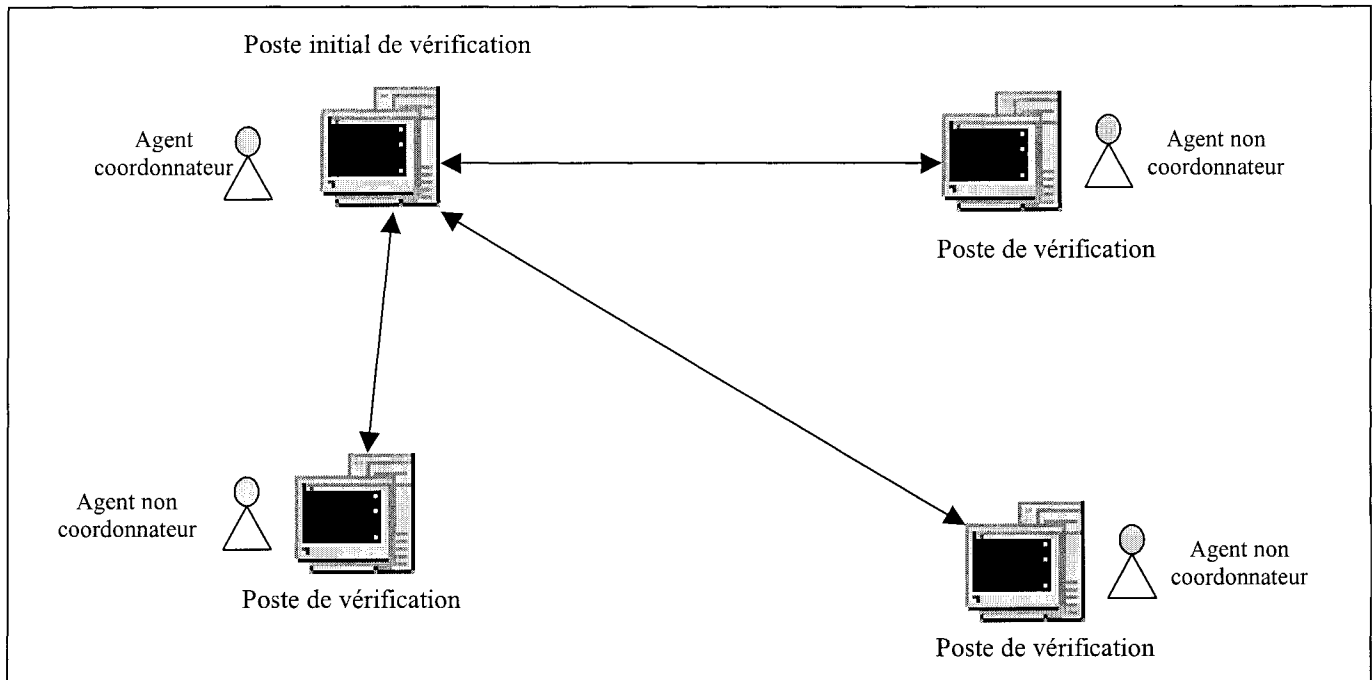 Poste initial de vérification
Agent
coordonnateur
Agent non
coordonnateur
Poste de vérification
Agent non
coordonnateur
Poste de vérification
Agent non
coordonnateur
Poste de vérification